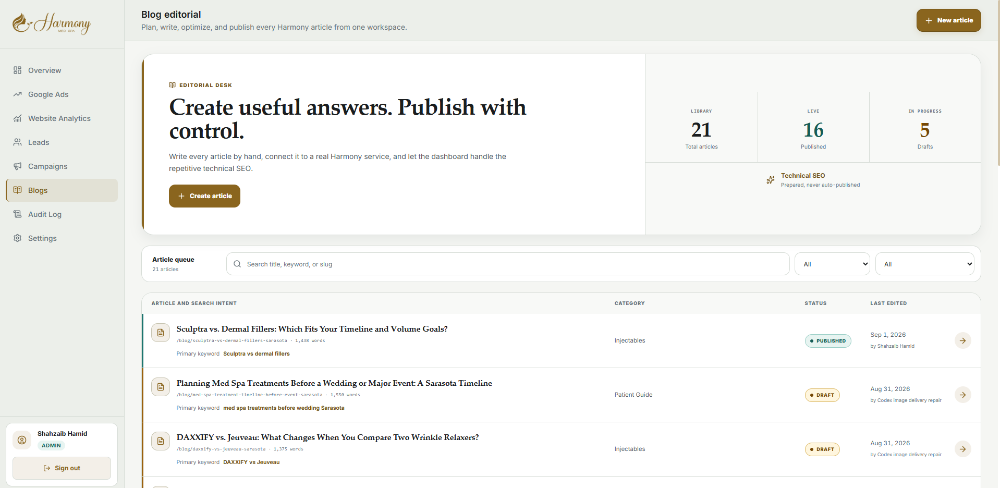 Harmony
MED SPA
Overview
Google Ads
Website Analytics
Leads
Campaigns
Blogs
Audit Log
Settings
Shahzaib Hamid
ADMIN
Sign out
Blog editorial
Plan, write, optimize, and publish every Harmony article from one workspace.
New article
EDITORIAL DESK
Create useful answers. Publish with
control.
Write every article by hand, connect it to a real Harmony service, and let the dashboard handle the
repetitive technical SEO.
Create article
LIBRARY
21
Total articles
LIVE
16
Published
IN PROGRESS
5
Drafts
Technical SEO
Prepared, never auto-published
Article queue
21 articles
Search title, keyword, or slug
All
All
ARTICLE AND SEARCH INTENT CATEGORY STATUS LAST EDITED
Sculptra vs. Dermal Fillers: Which Fits Your Timeline and Volume Goals?
/blog/sculptra-vs-dermal-fillers-sarasota · 1,438 words
Primary keyword Sculptra vs dermal fillers
Injectables
PUBLISHED
Sep 1, 2026
by Shahzaib Hamid
Planning Med Spa Treatments Before a Wedding or Major Event: A Sarasota Timeline
/blog/med-spa-treatment-timeline-before-event-sarasota · 1,550 words
Primary keyword med spa treatments before wedding Sarasota
Patient Guide
DRAFT
Aug 31, 2026
by Codex image delivery repair
DAXXIFY vs. Jeuveau: What Changes When You Compare Two Wrinkle Relaxers?
/blog/daxxify-vs-jeuveau-sarasota · 1,375 words
Primary keyword DAXXIFY vs Jeuveau
Injectables
DRAFT
Aug 31, 2026
by Codex image delivery repair